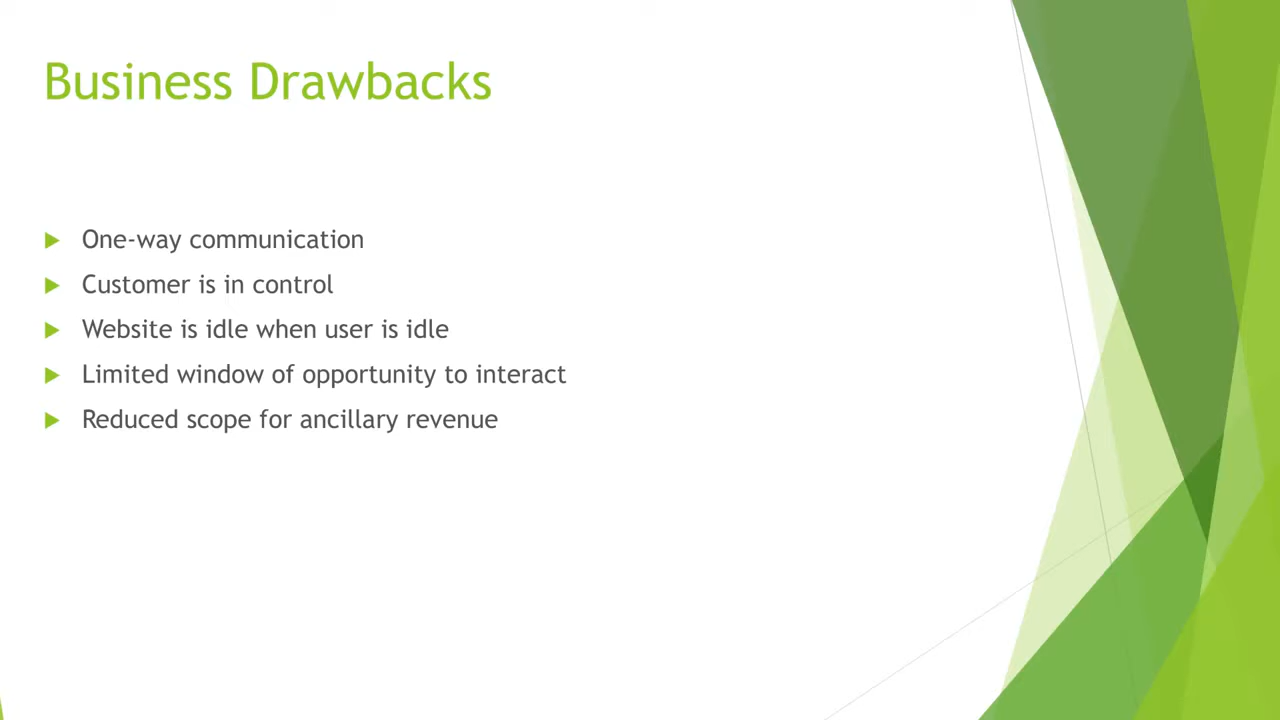 Business Drawbacks
One-way communication
Customer is in control
Website is idle when user is idle
Limited window of opportunity to interact
Reduced scope for ancillary revenue